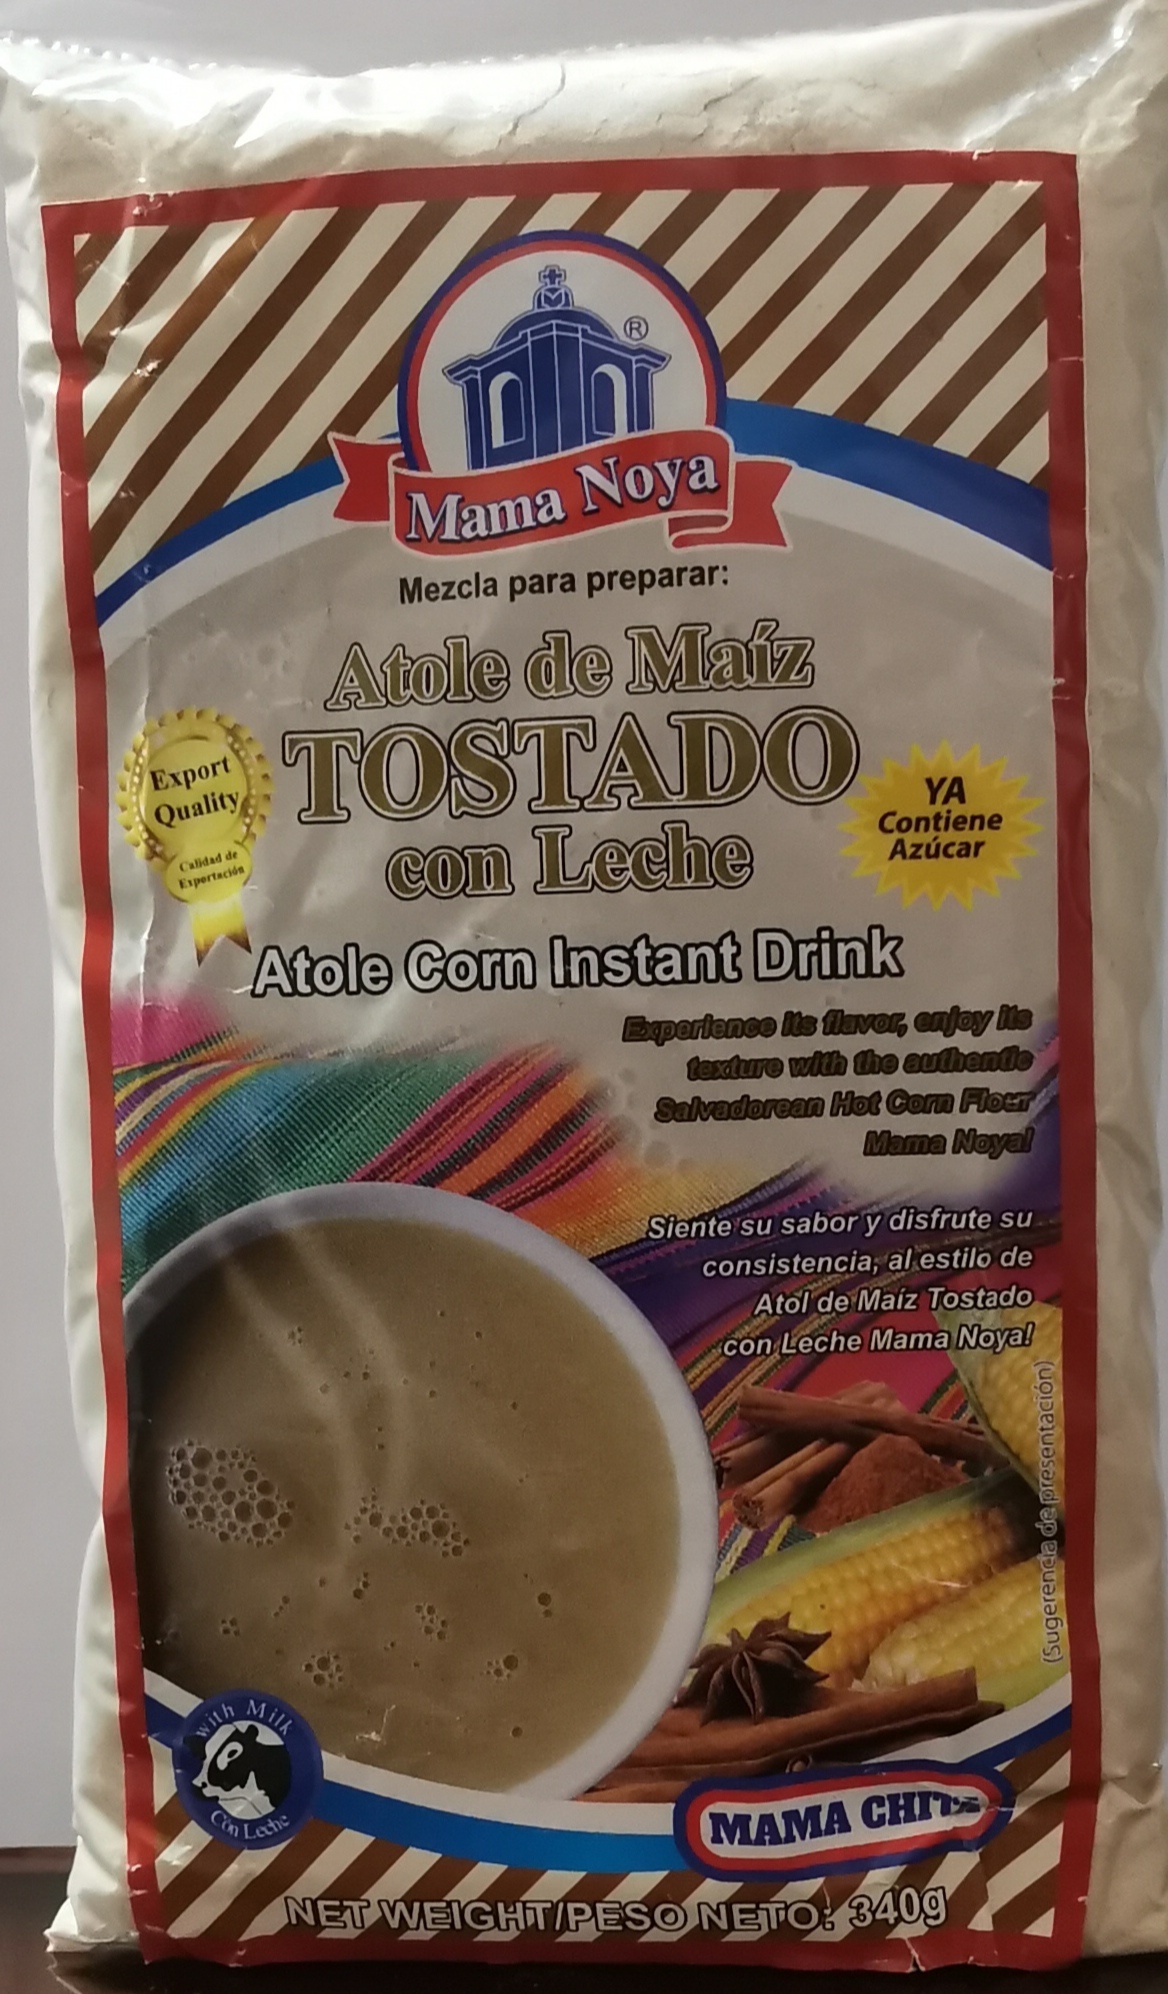 ®
Mama Noya
Mezcla para preparar:
Atole de Maíz
TOSTADO
con Leche
Export
Quality
Calidad de
Exportación
YA
Contiene
Azúcar
Atole Corn Instant Drink
Experience its flavor, enjoy its
texture with the authentic
Salvadorean Hot Corn Flour
Mama Noya!
Siente su sabor y disfrute su
consistencia, al estilo de
Atol de Maíz Tostado
con Leche Mama Noya!
(Sugerencia de presentación)
with Milk
Con Leche
MAMA CHITA
NET WEIGHT/PESO NETO: 340g